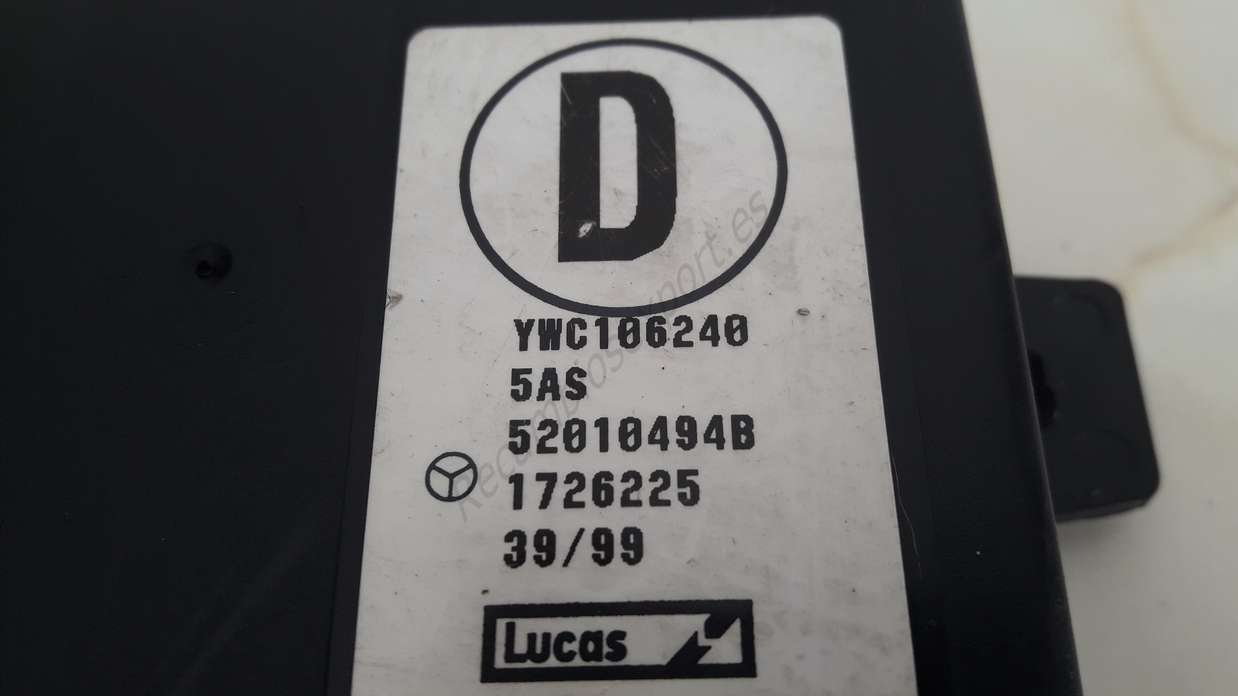 D
YWC106240
5AS
52010494B
1726225
39/99
Lucas
Recambiosexport.es